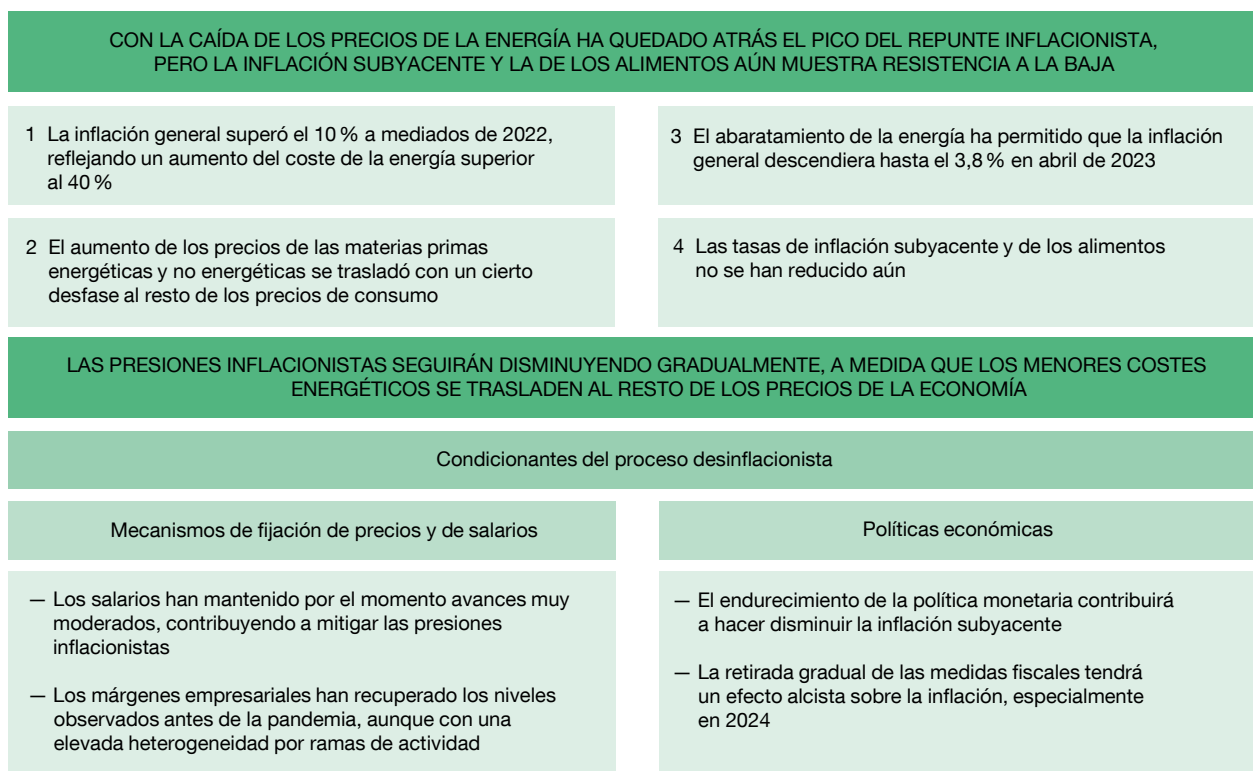 CON LA CAÍDA DE LOS PRECIOS DE LA ENERGÍA HA QUEDADO ATRÁS EL PICO DEL REPUNTE INFLACIONISTA,
PERO LA INFLACIÓN SUBYACENTE Y LA DE LOS ALIMENTOS AÚN MUESTRA RESISTENCIA A LA BAJA
1 La inflación general superó el 10 % a mediados de 2022,
reflejando un aumento del coste de la energía superior
al 40 %
2 El aumento de los precios de las materias primas
energéticas y no energéticas se trasladó con un cierto
desfase al resto de los precios de consumo
3 El abaratamiento de la energía ha permitido que la inflación
general descendiera hasta el 3,8 % en abril de 2023
4 Las tasas de inflación subyacente y de los alimentos
no se han reducido aún
LAS PRESIONES INFLACIONISTAS SEGUIRÁN DISMINUYENDO GRADUALMENTE, A MEDIDA QUE LOS MENORES COSTES
ENERGÉTICOS SE TRASLADEN AL RESTO DE LOS PRECIOS DE LA ECONOMÍA
Condicionantes del proceso desinflacionista
Mecanismos de fijación de precios y de salarios
— Los salarios han mantenido por el momento avances muy
moderados, contribuyendo a mitigar las presiones
inflacionistas
— Los márgenes empresariales han recuperado los niveles
observados antes de la pandemia, aunque con una
elevada heterogeneidad por ramas de actividad
Políticas económicas
— El endurecimiento de la política monetaria contribuirá
a hacer disminuir la inflación subyacente
— La retirada gradual de las medidas fiscales tendrá
un efecto alcista sobre la inflación, especialmente
en 2024